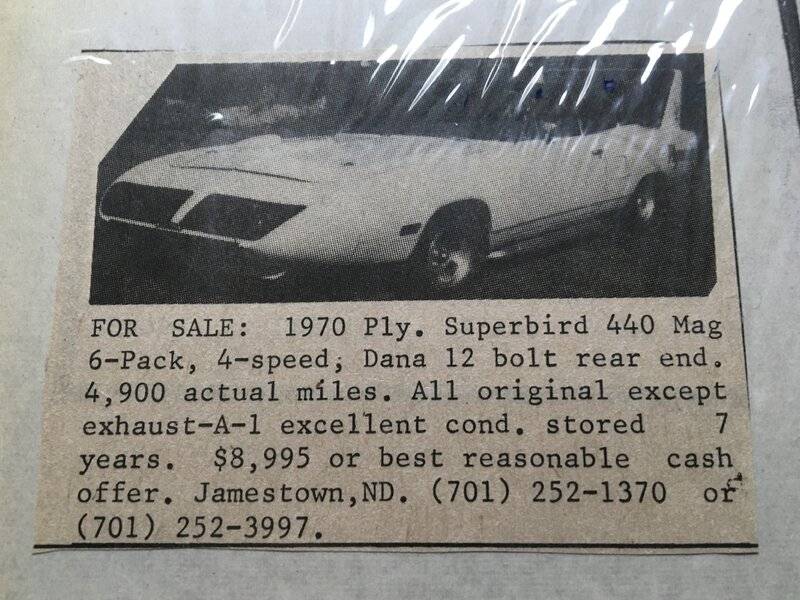 FOR SALE: 1970 Ply. Superbird 440 Mag
6-Pack, 4-speed, Dana 12 bolt rear end.
4,900 actual miles. All original except
exhaust-A-1 excellent cond. stored 7
years. $8,995 or best reasonable cash
offer. Jamestown,ND. (701) 252-1370 or
(701) 252-3997.